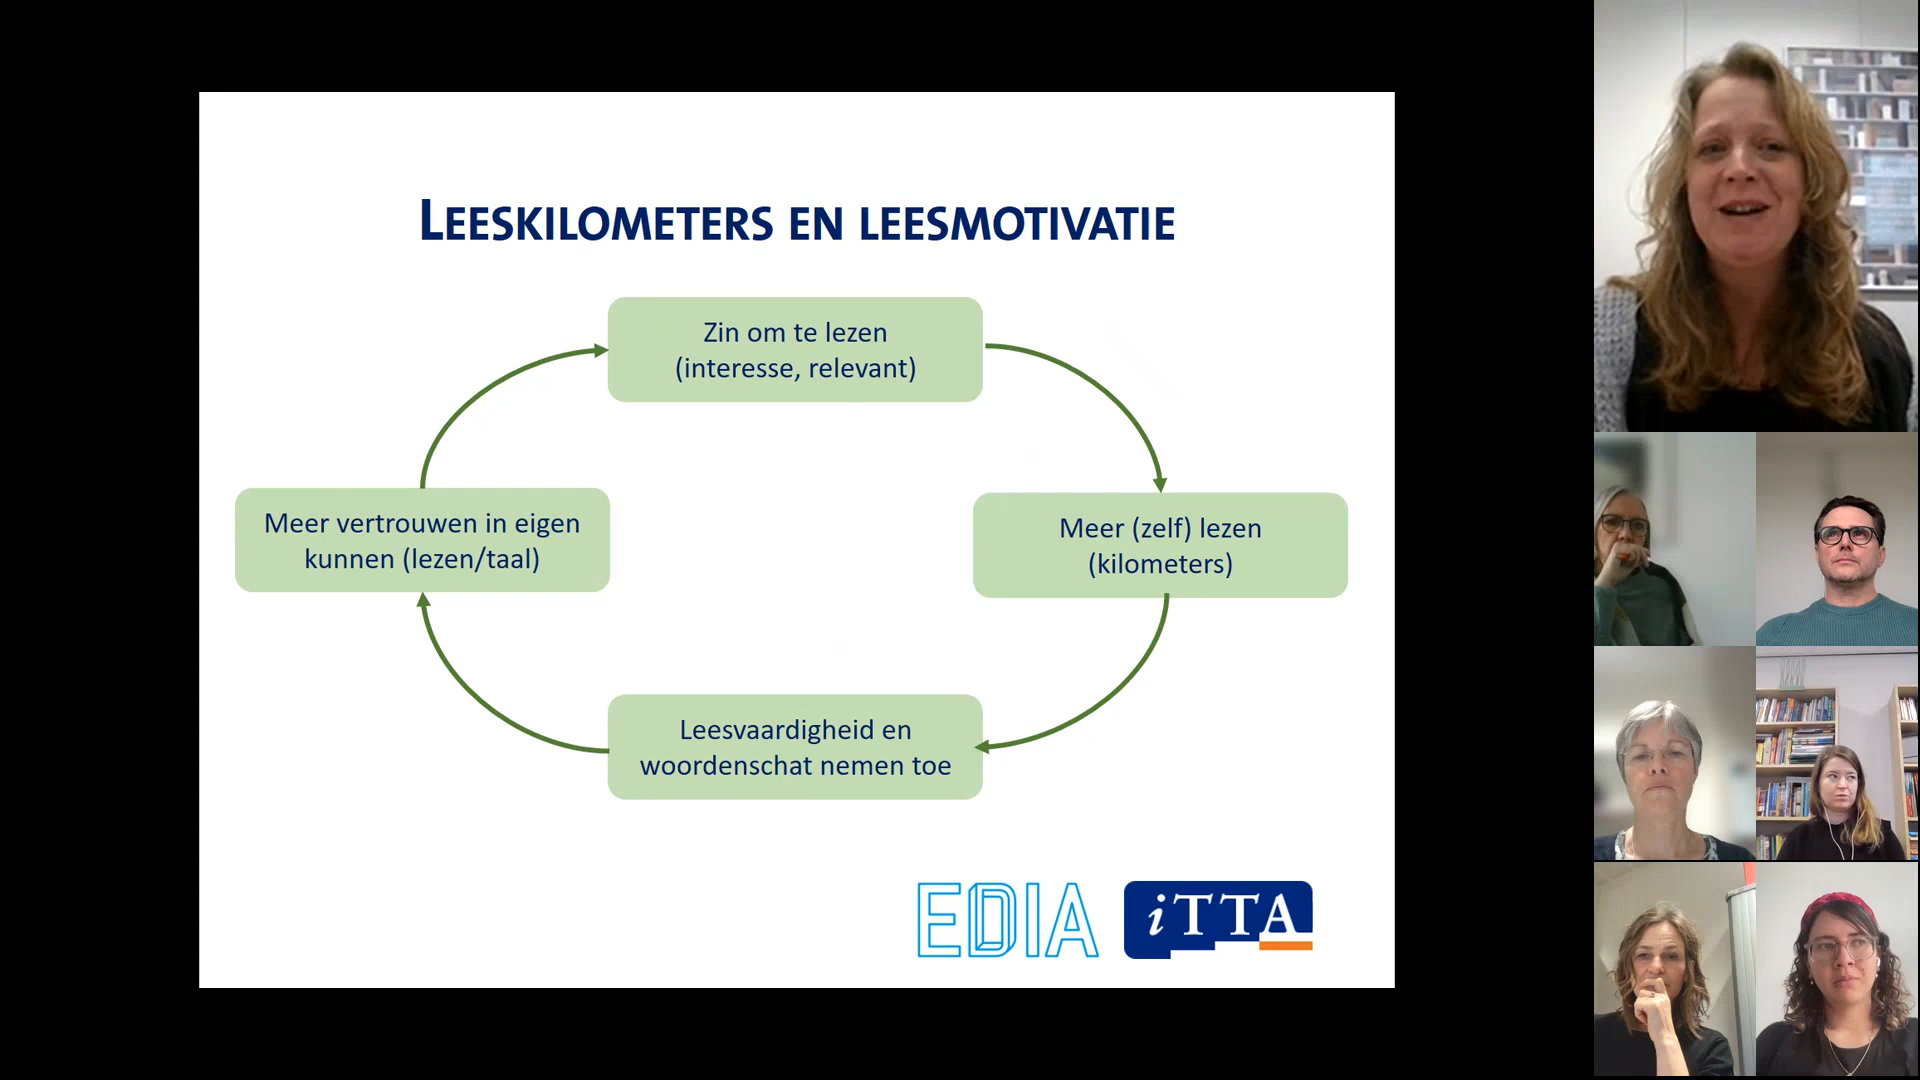 LEESKILOMETERS EN LEESMOTIVATIE
Zin om te lezen
(interesse, relevant)
Meer vertrouwen in eigen
kunnen (lezen/taal)
Meer (zelf) lezen
(kilometers)
Leesvaardigheid en
woordenschat nemen toe
EDIA
iTTA